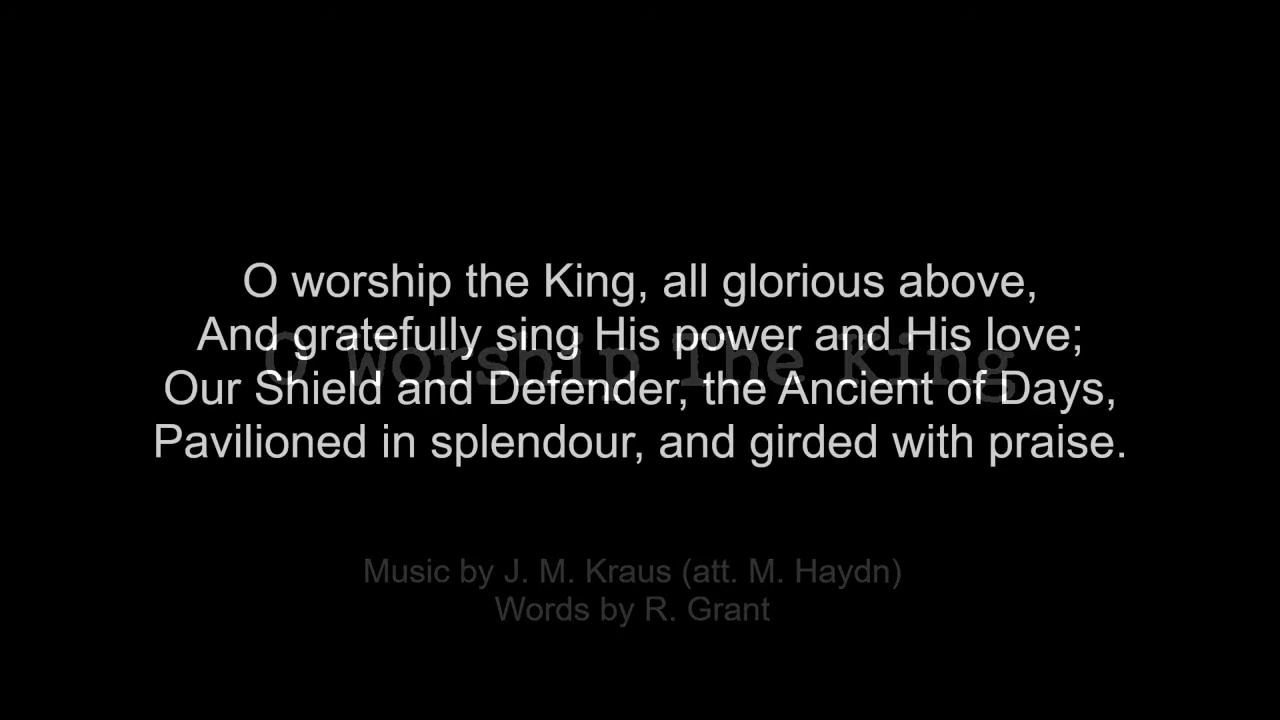 O worship the King, all glorious above,
And gratefully sing His power and His love;
O Worship The King
Our Shield and Defender, the Ancient of Days,
Pavilioned in splendour, and girded with praise.
Music by J. M. Kraus (att. M. Haydn)
Words by R. Grant